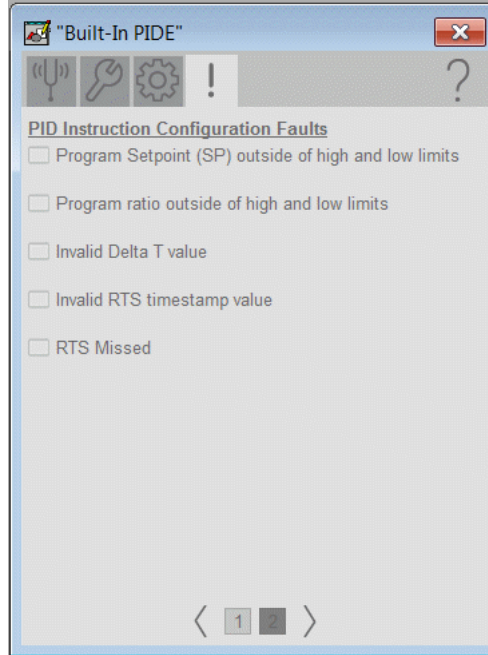 "Built-In PIDE"
PID Instruction Configuration Faults
Program Setpoint (SP) outside of high and low limits
Program ratio outside of high and low limits
Invalid Delta T value
Invalid RTS timestamp value
RTS Missed
1 2